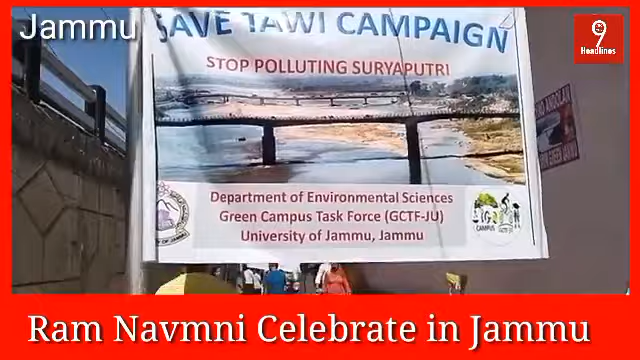 Jammu
SAVE TAWI CAMPAIGN
9
Headlines
STOP POLLUTING SURYAPUTRI
Department of Environmental Sciences
Green Campus Task Force (GCTF-JU)
University of Jammu, Jammu
CAMPUS
Ram Navmni Celebrate in Jammu